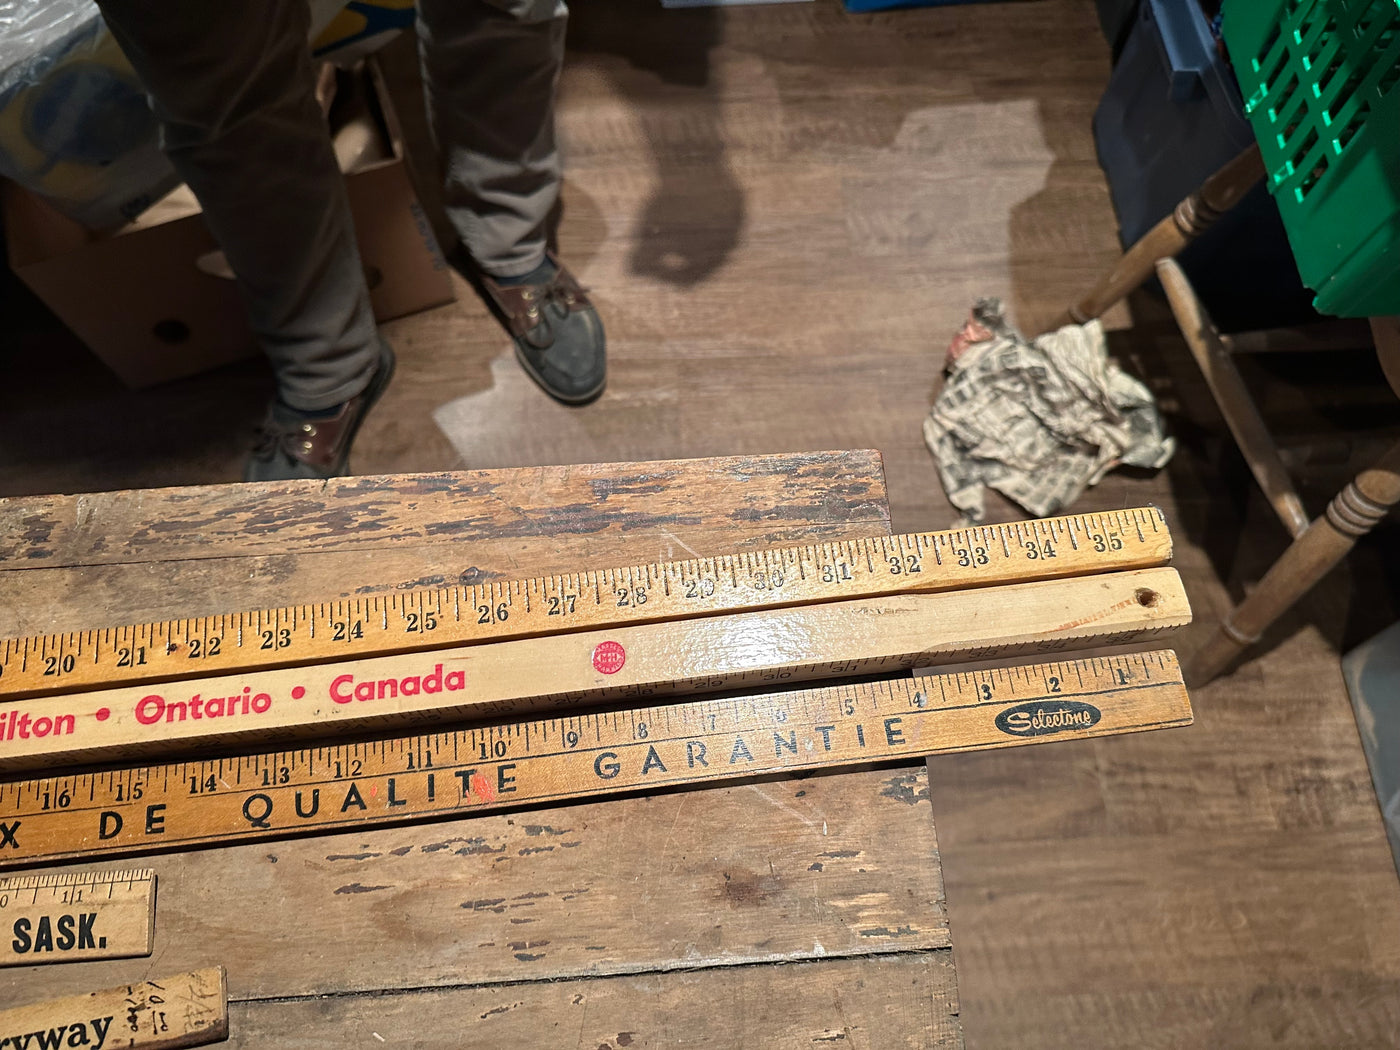 20 21 22 23 24 25 26 27 28 29 30 31 32 33 34 35
ilton • Ontario • Canada
16 15 14 13 12 11 10 9 8 7 6 5 4 3 2 1
X DE QUALITE GARANTIE Selectone
11
SASK.
ryway